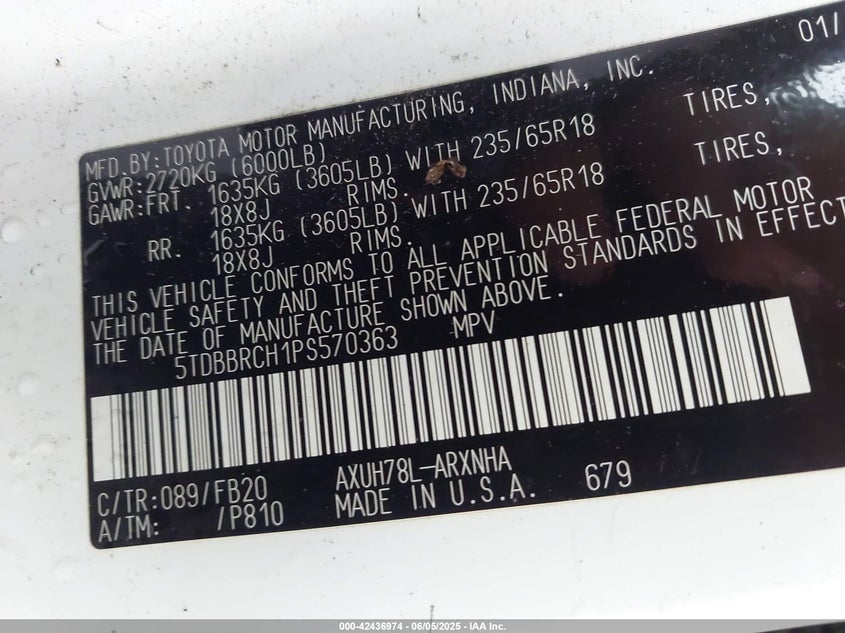 01/
MFD.BY:TOYOTA MOTOR MANUFACTURING, INDIANA, INC.
GVWR:2720KG (6000LB)
GAWR:FRT. 1635KG (3605LB) WITH 235/65R18 TIRES,
18X8J RIMS.
RR. 1635KG (3605LB) WITH 235/65R18 TIRES,
18X8J RIMS.
THIS VEHICLE CONFORMS TO ALL APPLICABLE FEDERAL MOTOR
VEHICLE SAFETY AND THEFT PREVENTION STANDARDS IN EFFECT
THE DATE OF MANUFACTURE SHOWN ABOVE.
5TDBBRCH1PS570363 MPV
C/TR:089/FB20 AXUH78L-ARXNHA 679
A/TM: /P810 MADE IN U.S.A.
000-42436974 - 06/05/2025 - IAA Inc.